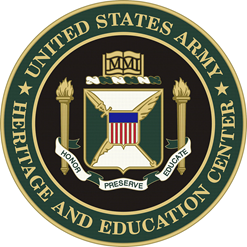 UNITED STATES ARMY
HERITAGE AND EDUCATION CENTER
MMI
HONOR
PRESERVE
EDUCATE